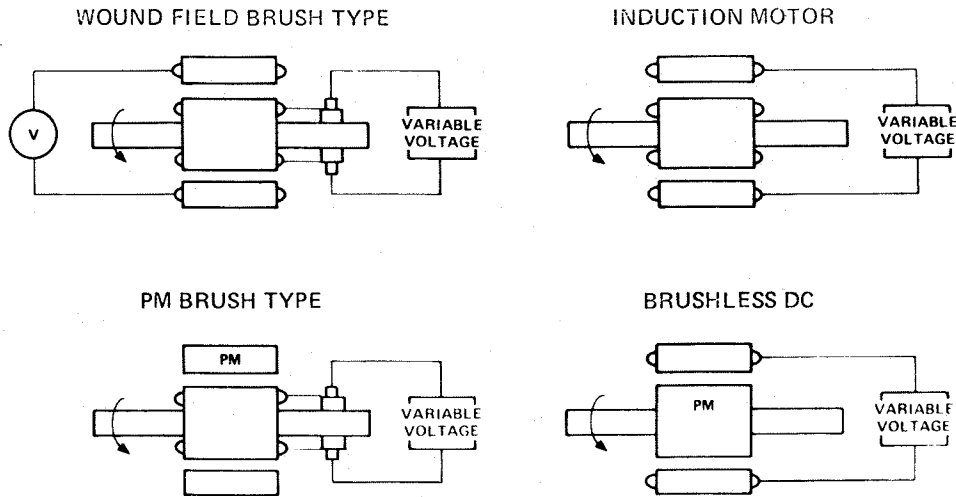 WOUND FIELD BRUSH TYPE
INDUCTION MOTOR
V
VARIABLE
VOLTAGE
VARIABLE
VOLTAGE
PM BRUSH TYPE
BRUSHLESS DC
PM
VARIABLE
VOLTAGE
PM
VARIABLE
VOLTAGE